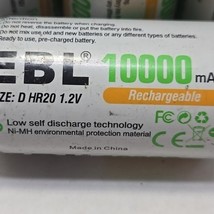 Do not reverse the battery when charging.
Do not heat, disassemble or put the battery into fire
Do not mix old and new batteries or any different types of batteries.
Ready to use, pre-charged battery
EBL 10000 mA
Rechargeable
ZE: D HR20 1.2V
Low self discharge technology
Ni-MH environmental protection material
Made in China